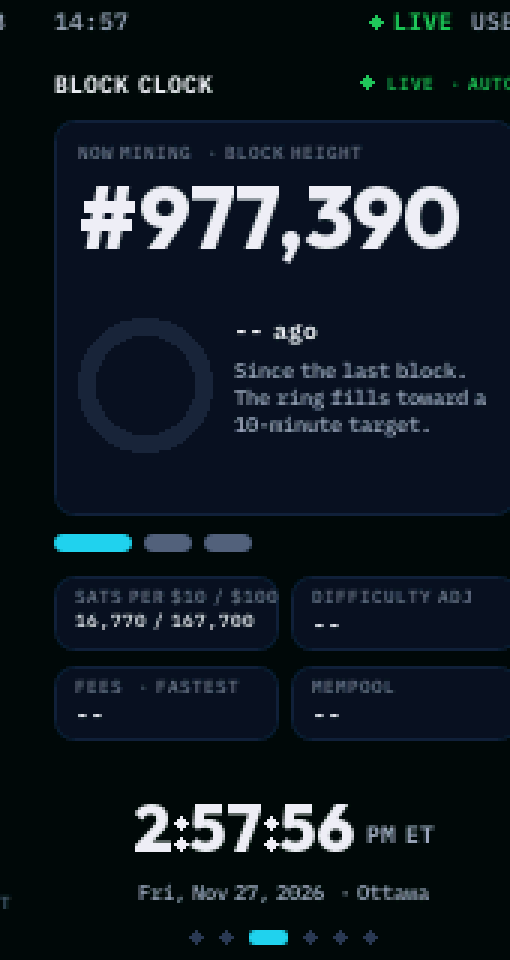 14:57 LIVE USE
BLOCK CLOCK LIVE · AUTO
NOW MINING · BLOCK HEIGHT
#977,390
-- ago
Since the last block.
The ring fills toward a
10-minute target.
SATS PER $10 / $100 DIFFICULTY ADJ
16,770 / 167,700 --
FEES · FASTEST MEMPOOL
-- --
2:57:56 PM ET
Fri, Nov 27, 2026 · Ottawa